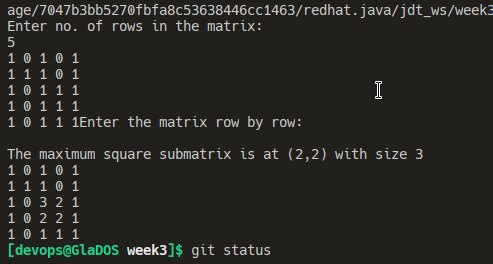 age/7047b3bb5270fbfa8c53638446cc1463/redhat.java/jdt_ws/week3
Enter no. of rows in the matrix:
5
1 0 1 0 1
1 1 1 0 1
1 0 1 1 1
1 0 1 1 1
1 0 1 1 1Enter the matrix row by row:
The maximum square submatrix is at (2,2) with size 3
1 0 1 0 1
1 1 1 0 1
1 0 3 2 1
1 0 2 2 1
1 0 1 1 1
[devops@GlaDOS week3]$ git status